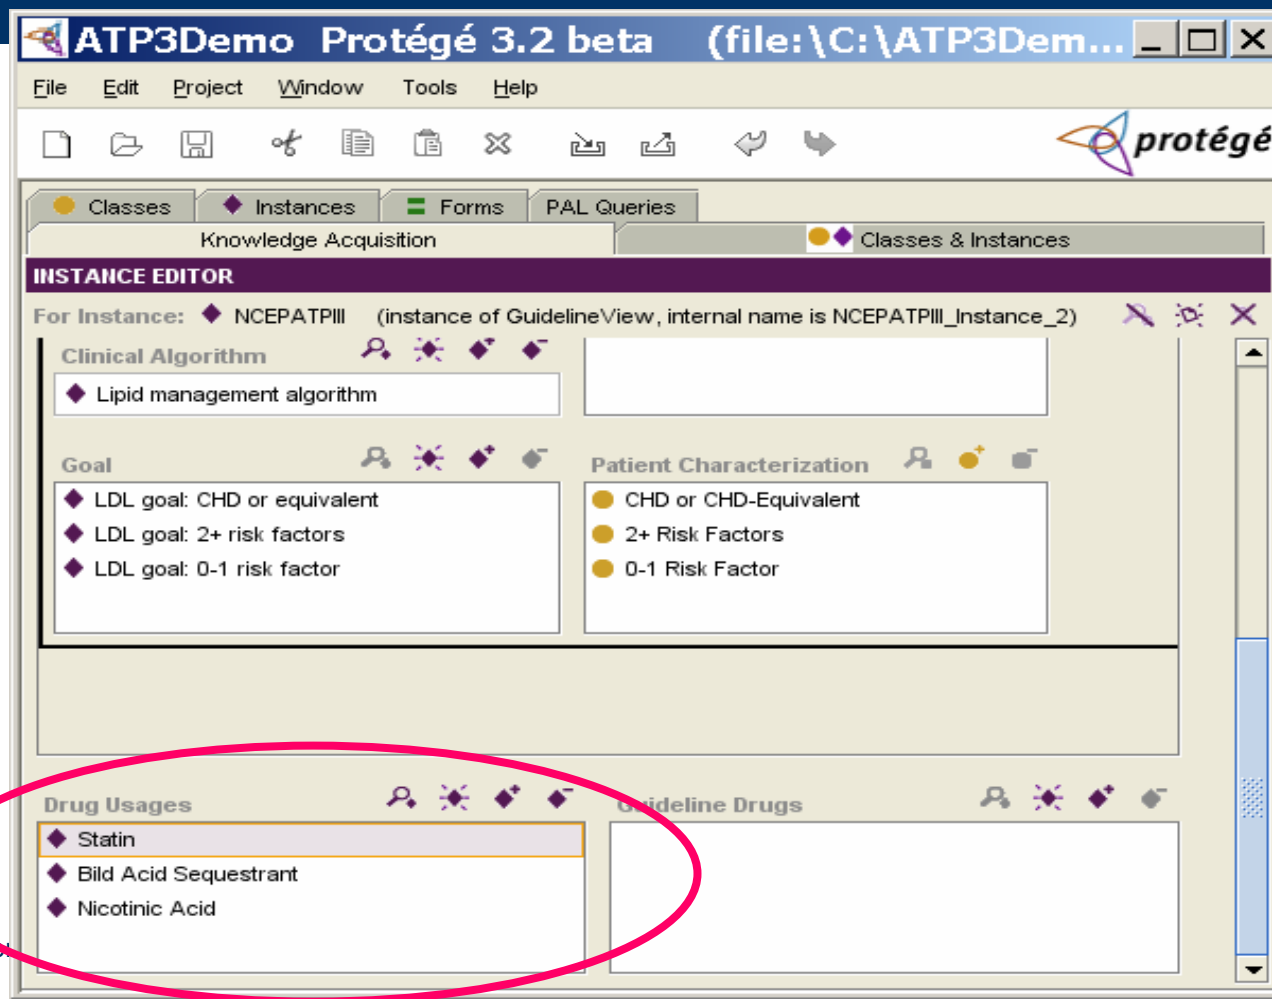 ATP3Demo Protégé 3.2 beta (file:\C:\ATP3Dem...
File Edit Project Window Tools Help
protégé
Classes Instances Forms PAL Queries
Knowledge Acquisition Classes & Instances
INSTANCE EDITOR
For Instance: NCEPATPIII (instance of GuidelineView, internal name is NCEPATPIII_Instance_2)
Clinical Algorithm
Lipid management algorithm
Goal Patient Characterization
LDL goal: CHD or equivalent CHD or CHD-Equivalent
LDL goal: 2+ risk factors 2+ Risk Factors
LDL goal: 0-1 risk factor 0-1 Risk Factor
Drug Usages Guideline Drugs
Statin
Bild Acid Sequestrant
Nicotinic Acid